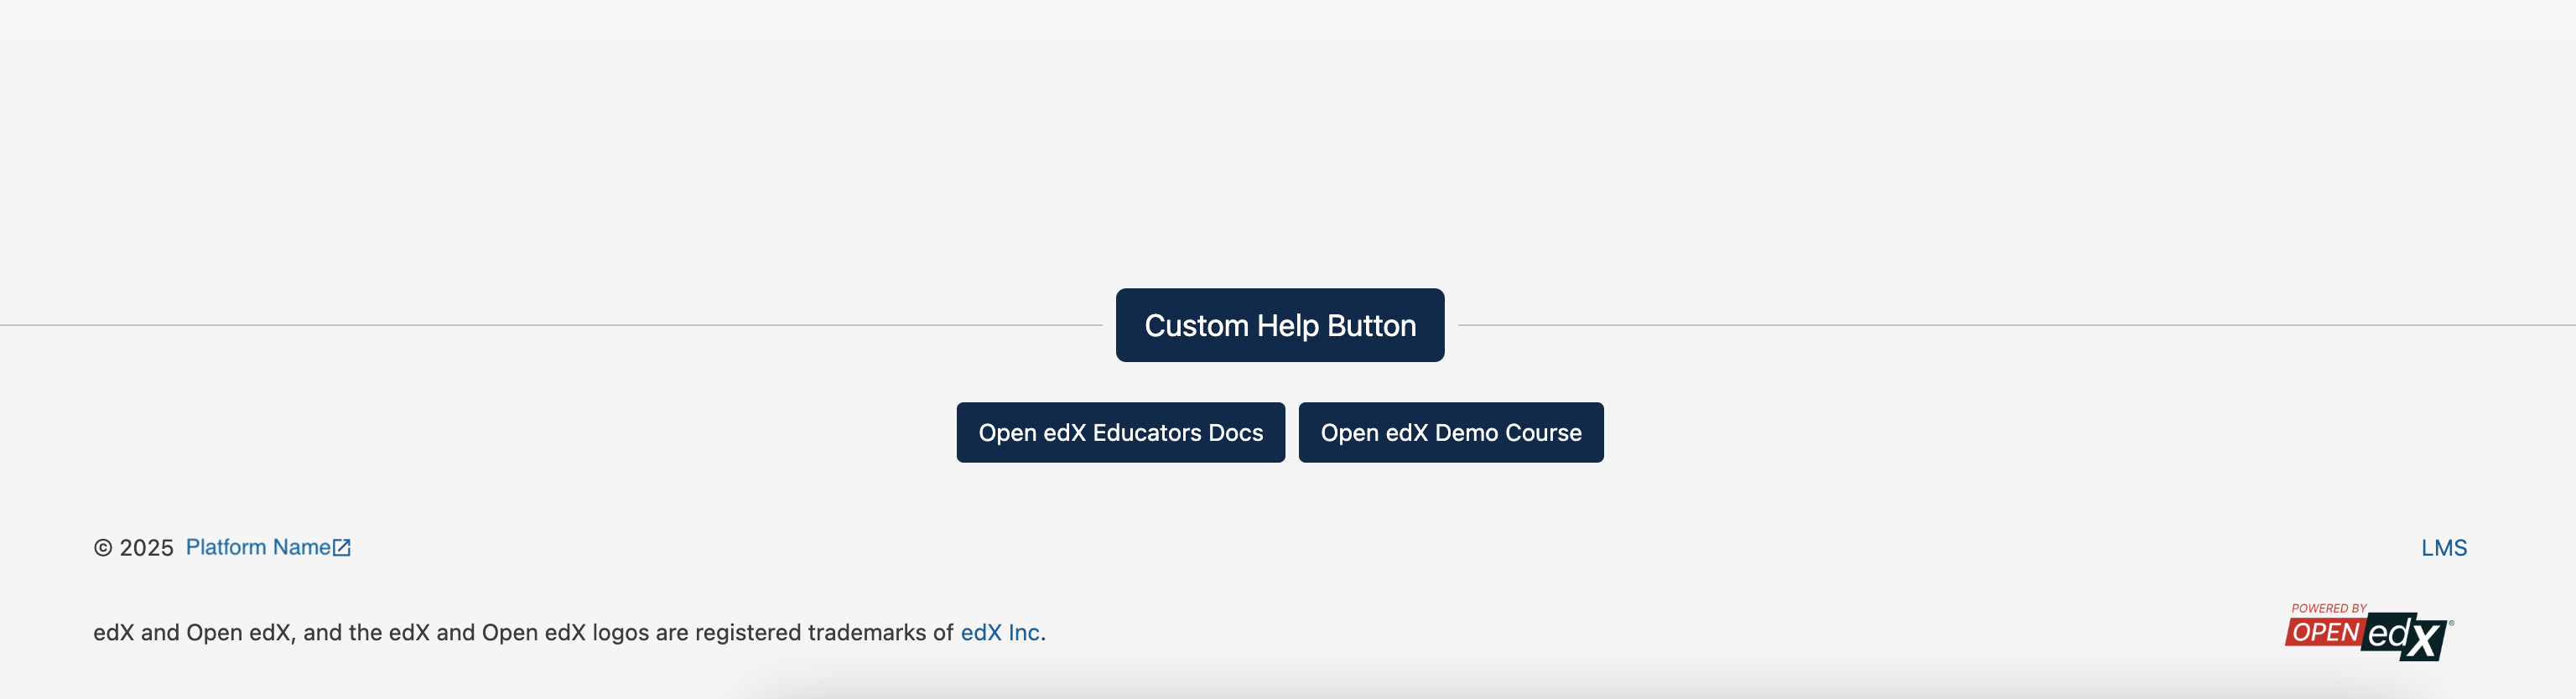 Custom Help Button
Open edX Educators Docs
Open edX Demo Course
© 2025 Platform Name
LMS
edX and Open edX, and the edX and Open edX logos are registered trademarks of edX Inc.
POWERED BY
OPEN edX®